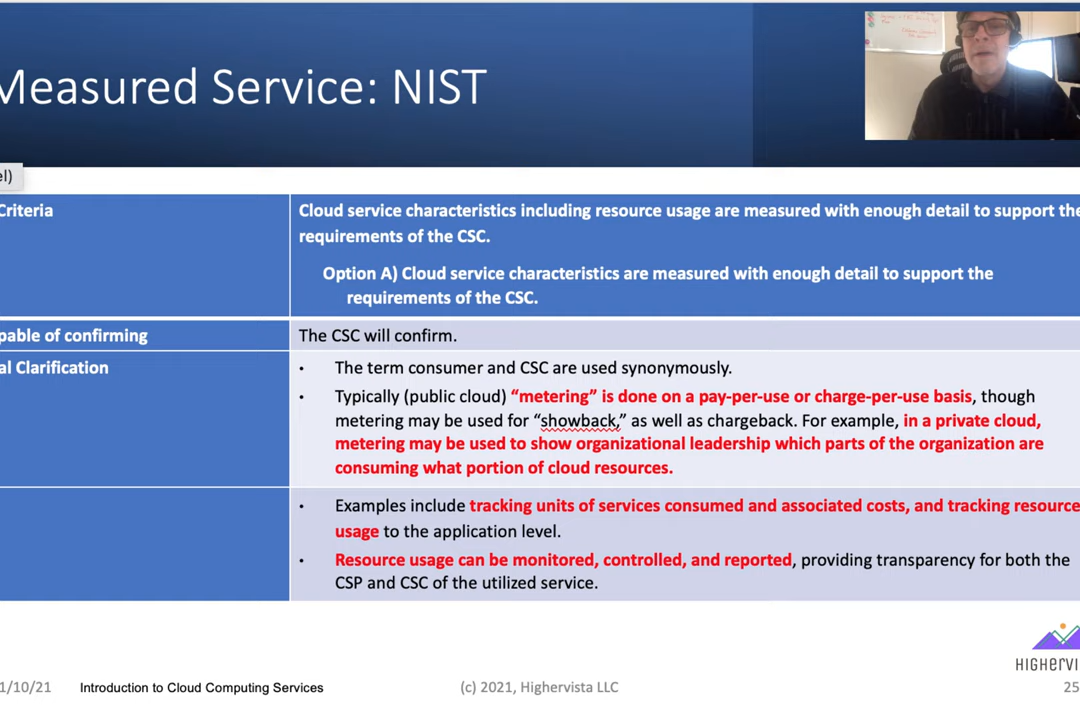 Measured Service: NIST
el)
Criteria
Cloud service characteristics including resource usage are measured with enough detail to support the
requirements of the CSC.
Option A) Cloud service characteristics are measured with enough detail to support the
requirements of the CSC.
pable of confirming
The CSC will confirm.
al Clarification
• The term consumer and CSC are used synonymously.
• Typically (public cloud) “metering” is done on a pay-per-use or charge-per-use basis, though
metering may be used for “showback,” as well as chargeback. For example, in a private cloud,
metering may be used to show organizational leadership which parts of the organization are
consuming what portion of cloud resources.
• Examples include tracking units of services consumed and associated costs, and tracking resource
usage to the application level.
• Resource usage can be monitored, controlled, and reported, providing transparency for both the
CSP and CSC of the utilized service.
HIGHervI
1/10/21
Introduction to Cloud Computing Services
(c) 2021, Highervista LLC
25